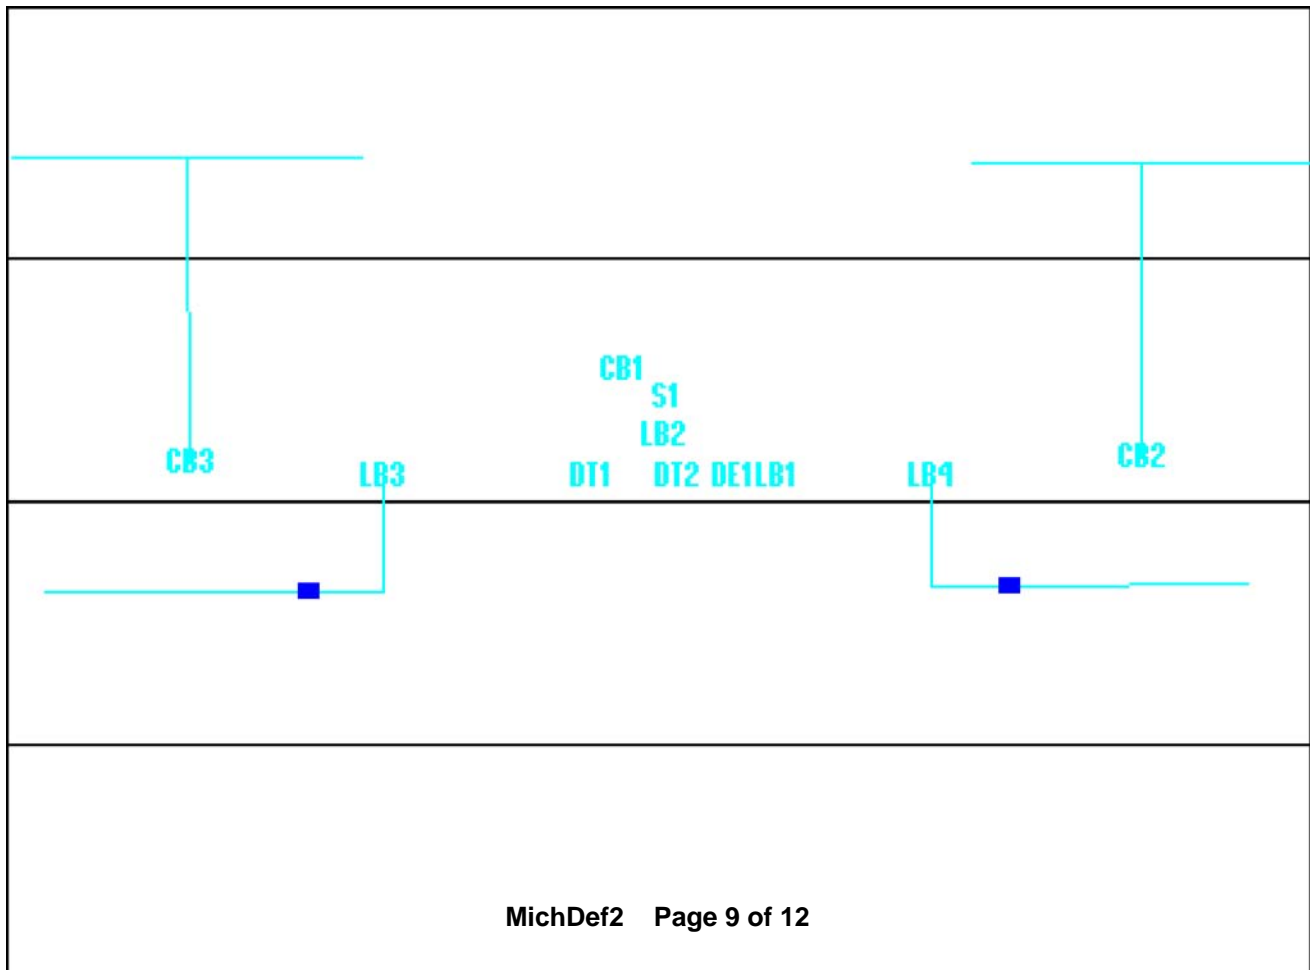 CB1
S1
LB2
CB3
CB2
LB3 DT1 DT2 DE1LB1 LB4
MichDef2 Page 9 of 12